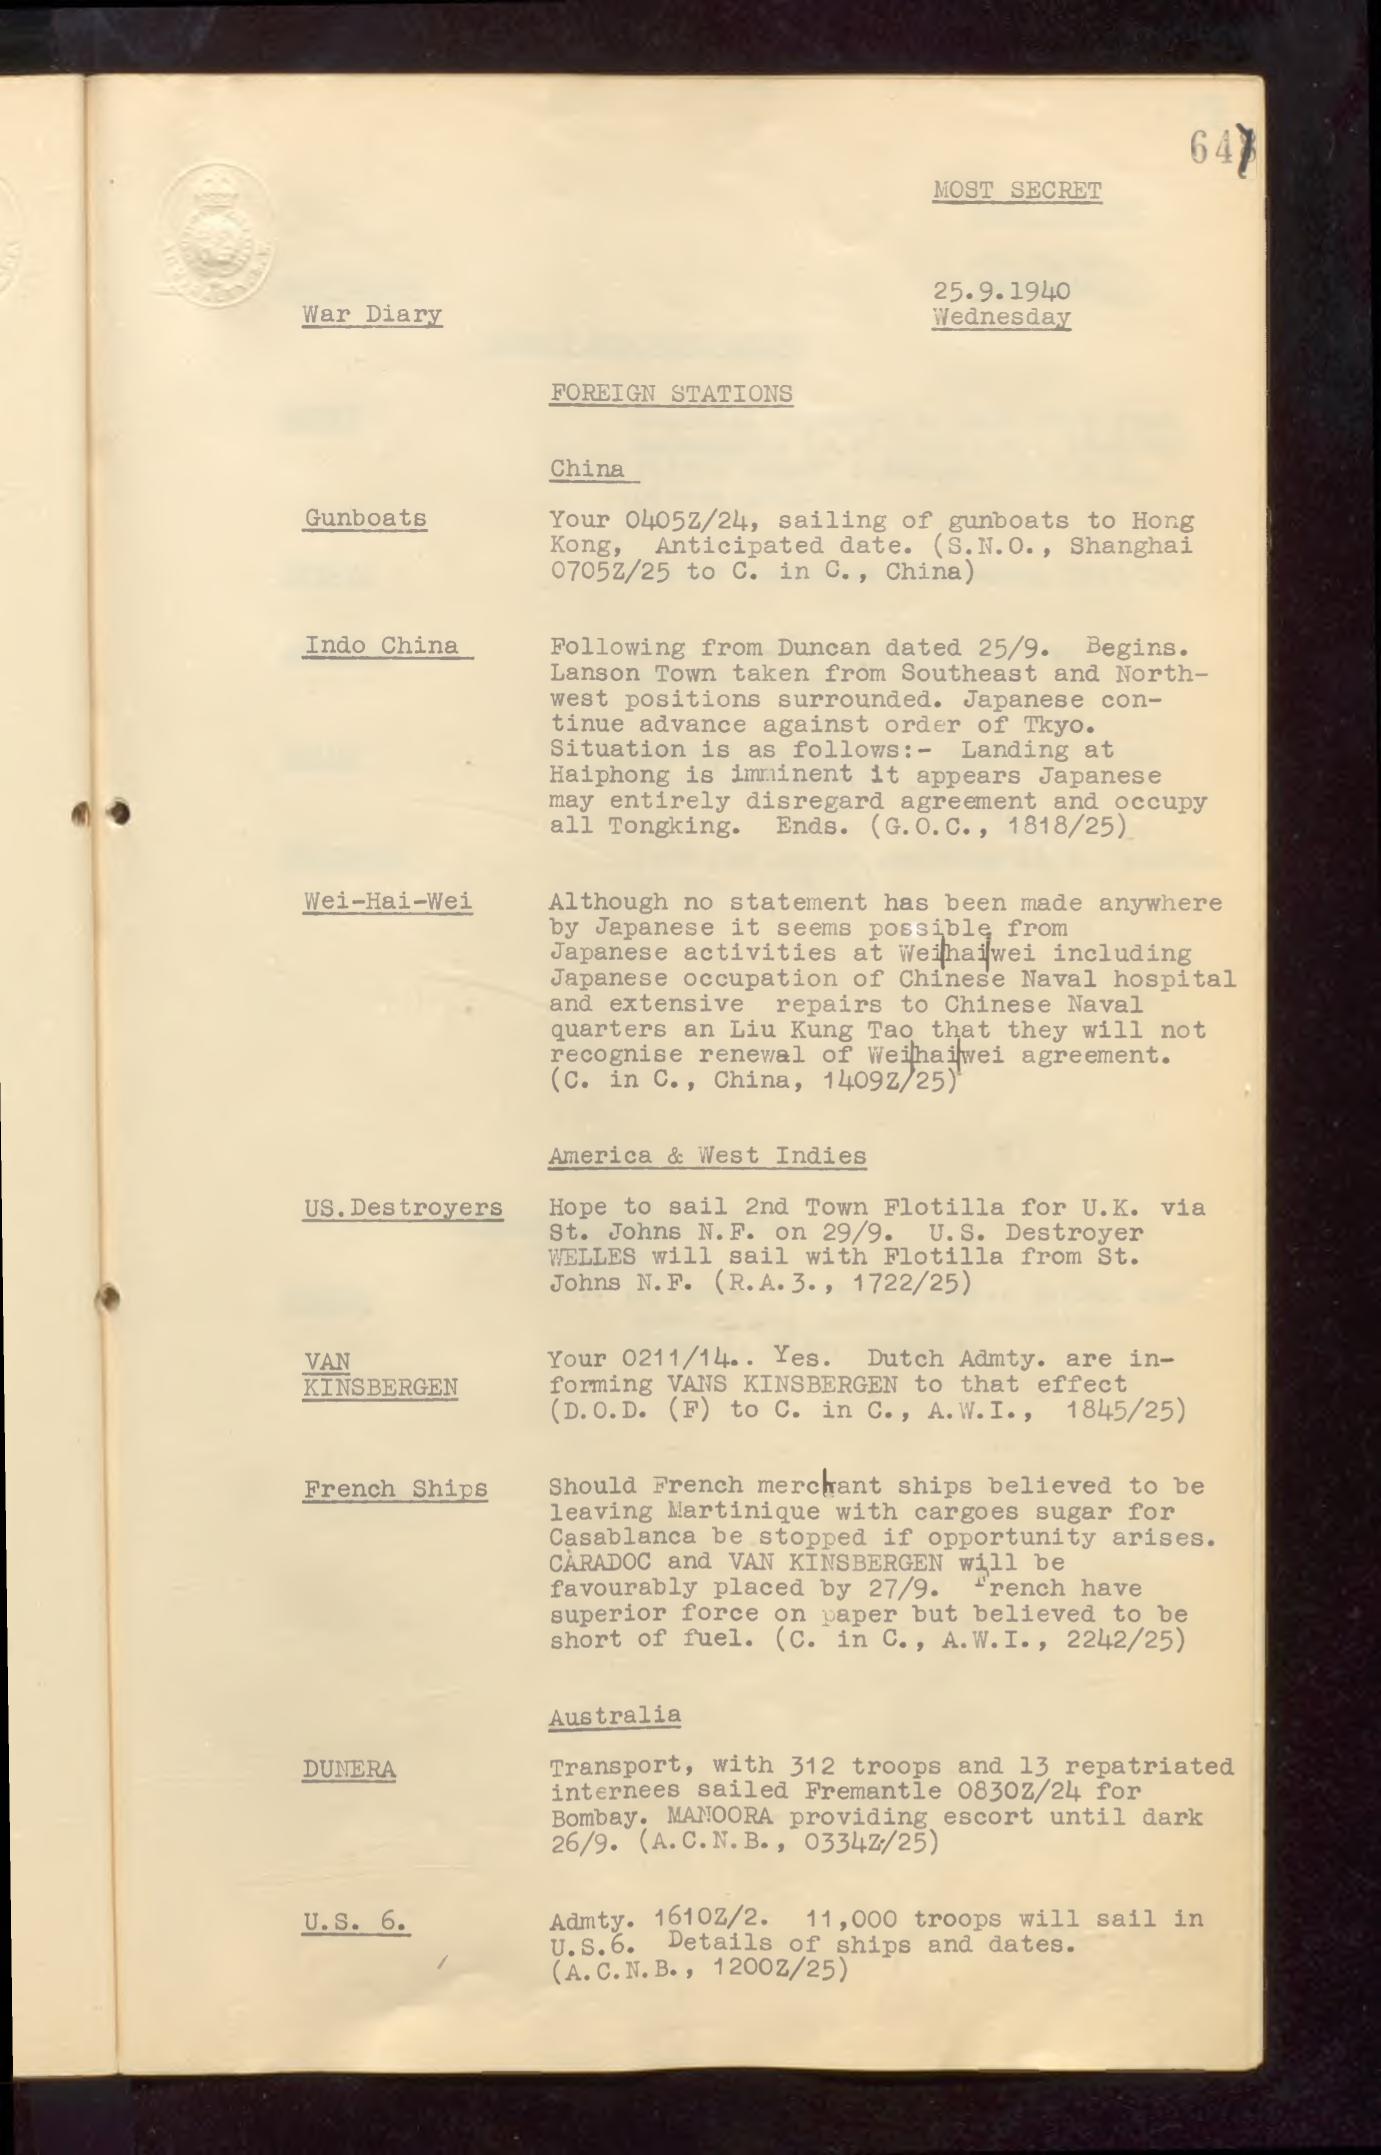 647
MOST SECRET
25.9.1940
War Diary
Wednesday
FOREIGN STATIONS
China
Gunboats
Your 0405Z/24, sailing of gunboats to Hong
Kong, Anticipated date. (S.N.O., Shanghai
0705Z/25 to C. in C., China)
Indo China
Following from Duncan dated 25/9. Begins.
Lanson Town taken from Southeast and North-
west positions surrounded. Japanese con-
tinue advance against order of Tkyo.
Situation is as follows:- Landing at
Haiphong is imminent it appears Japanese
may entirely disregard agreement and occupy
all Tongking. Ends. (G.O.C., 1818/25)
Wei-Hai-Wei
Although no statement has been made anywhere
by Japanese it seems possible from
Japanese activities at Wei|hai|wei including
Japanese occupation of Chinese Naval hospital
and extensive repairs to Chinese Naval
quarters an Liu Kung Tao that they will not
recognise renewal of Wei|hai|wei agreement.
(C. in C., China, 1409Z/25)
America & West Indies
US.Destroyers
Hope to sail 2nd Town Flotilla for U.K. via
St. Johns N.F. on 29/9. U.S. Destroyer
WELLES will sail with Flotilla from St.
Johns N.F. (R.A.3., 1722/25)
VAN
KINSBERGEN
Your 0211/14.. Yes. Dutch Admty. are in-
forming VANS KINSBERGEN to that effect
(D.O.D. (F) to C. in C., A.W.I., 1845/25)
French Ships
Should French merchant ships believed to be
leaving Martinique with cargoes sugar for
Casablanca be stopped if opportunity arises.
CARADOC and VAN KINSBERGEN will be
favourably placed by 27/9. French have
superior force on paper but believed to be
short of fuel. (C. in C., A.W.I., 2242/25)
Australia
DUNERA
Transport, with 312 troops and 13 repatriated
internees sailed Fremantle 0830Z/24 for
Bombay. MANOORA providing escort until dark
26/9. (A.C.N.B., 0334Z/25)
U.S. 6.
Admty. 1610Z/2. 11,000 troops will sail in
U.S.6. Details of ships and dates.
(A.C.N.B., 1200Z/25)